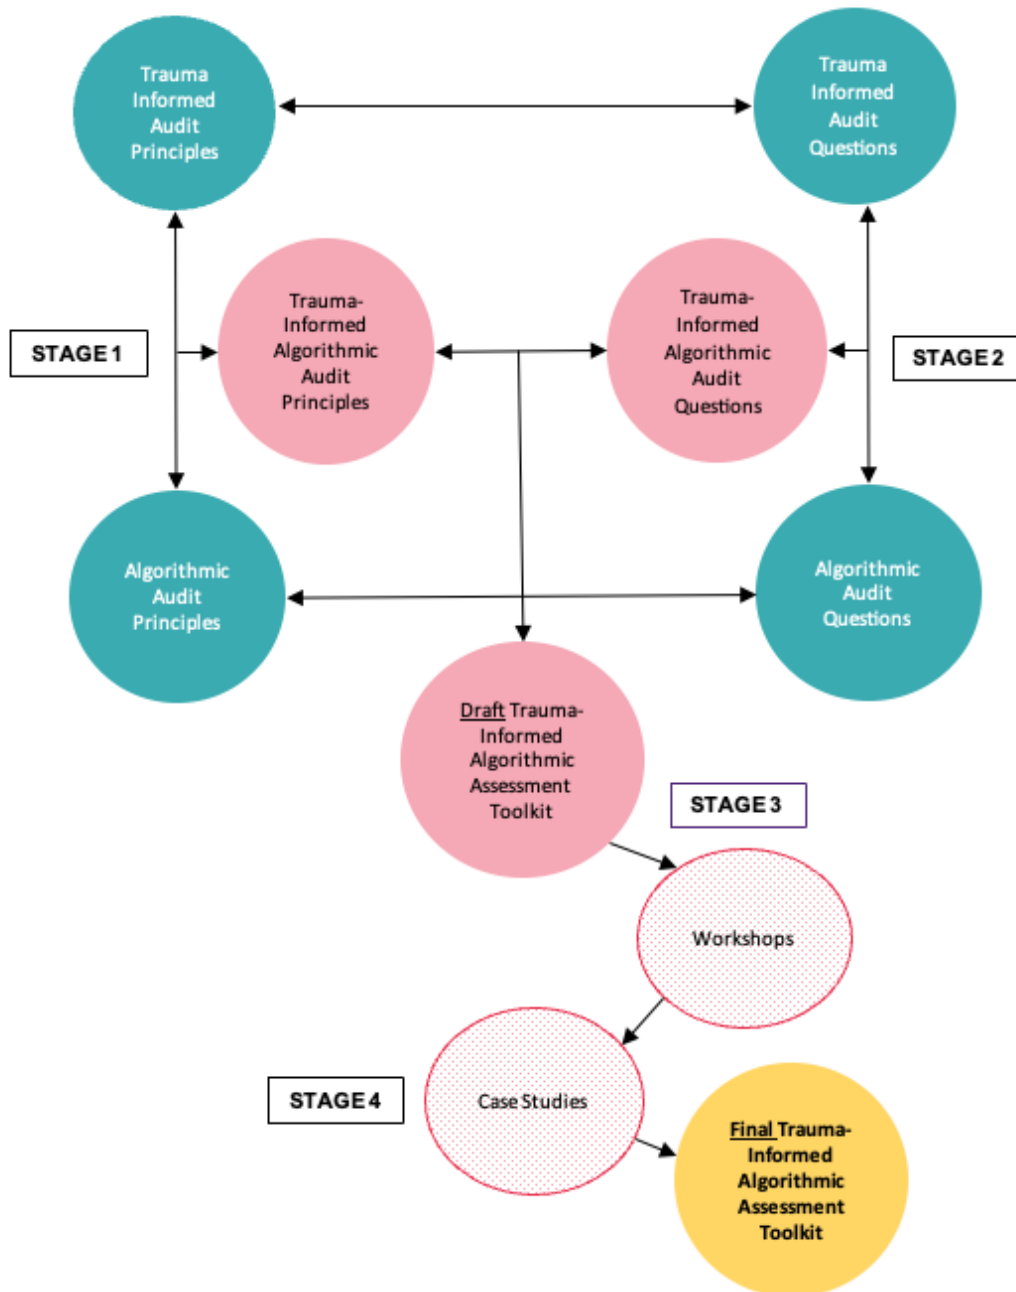 Trauma
Informed
Audit
Principles
Trauma
Informed
Audit
Questions
STAGE 1
Trauma-
Informed
Algorithmic
Audit
Principles
Trauma-
Informed
Algorithmic
Audit
Questions
STAGE 2
Algorithmic
Audit
Principles
Algorithmic
Audit
Questions
Draft Trauma-
Informed
Algorithmic
Assessment
Toolkit
STAGE 3
Workshops
STAGE 4
Case Studies
Final Trauma-
Informed
Algorithmic
Assessment
Toolkit